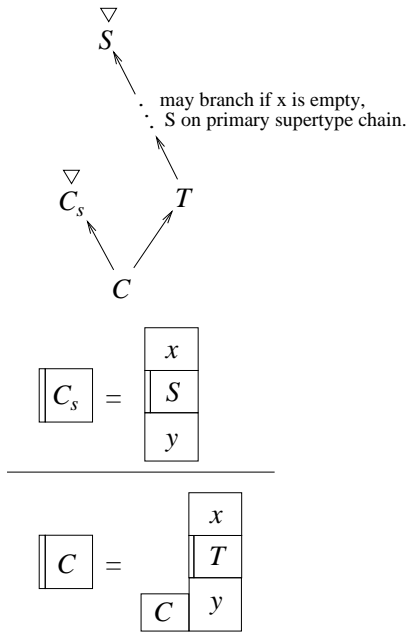 ▽
S
may branch if x is empty,
S on primary supertype chain.
▽
C_s T
C
x
C_s = S
y
x
C = T
C y